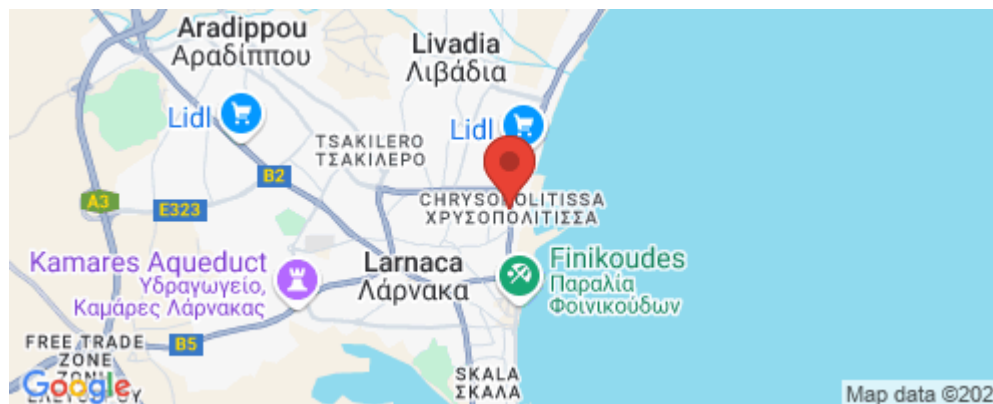 Aradippou
Αραδίππου
Livadia
Λιβάδια
Lidl
Lidl
TSAKILERO
ΤΣΑΚΙΛΕΡΟ
B2
A3
E323
CHRYSOPOLITISSA
ΧΡΥΣΟΠΟΛΙΤΙΣΣΑ
Kamares Aqueduct
Υδραγωγείο,
Καμάρες Λάρνακας
Larnaca
Λάρνακα
Finikoudes
Παραλία
Φοινικούδων
B5
FREE TRADE
ZONE
SKALA
ΣΚΑΛΑ
Google
Map data ©202